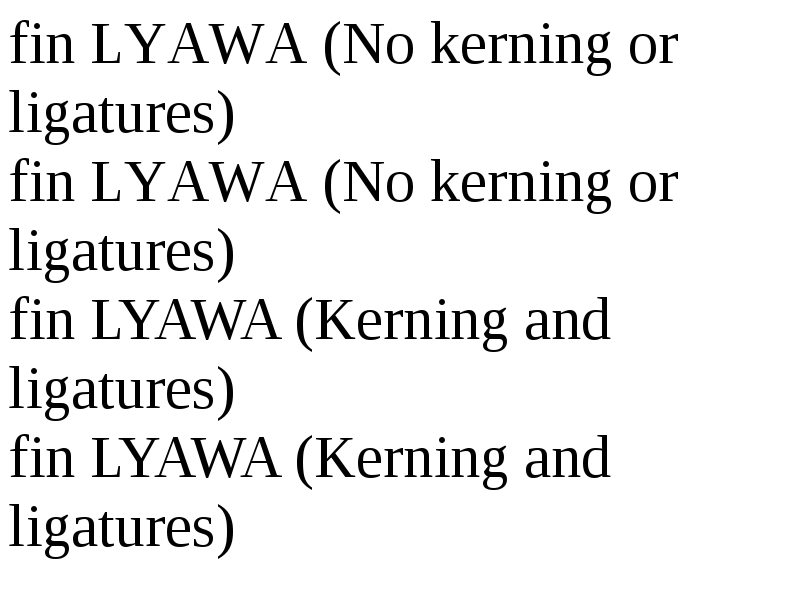 fin LYAWA (No kerning or
ligatures)
fin LYAWA (No kerning or
ligatures)
fin LYAWA (Kerning and
ligatures)
fin LYAWA (Kerning and
ligatures)